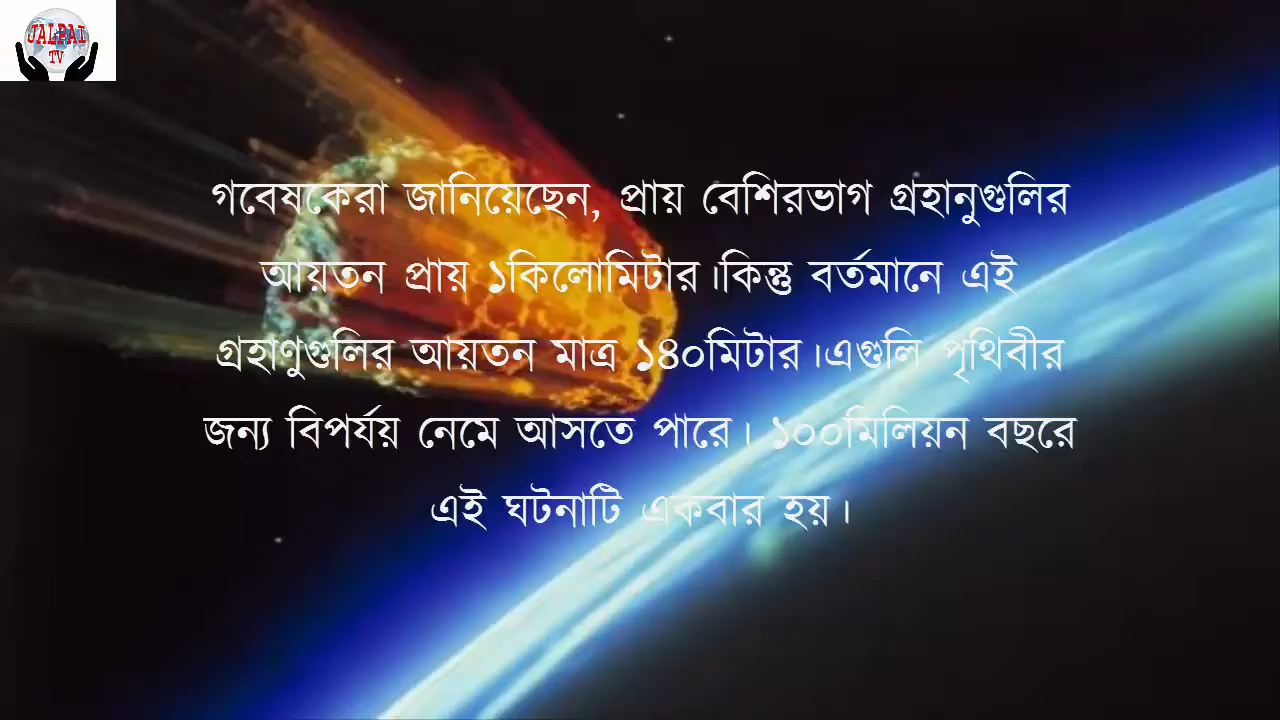 JALPAI
TV
গবেষকেরা জানিয়েছেন, প্রায় বেশিরভাগ গ্রহানুগুলির
আয়তন প্রায় ১কিলোমিটার।কিন্তু বর্তমানে এই
গ্রহাণুগুলির আয়তন মাত্র ১৪০মিটার।এগুলি পৃথিবীর
জন্য বিপর্যয় নেমে আসতে পারে। ১০০মিলিয়ন বছরে
এই ঘটনাটি একবার হয়।